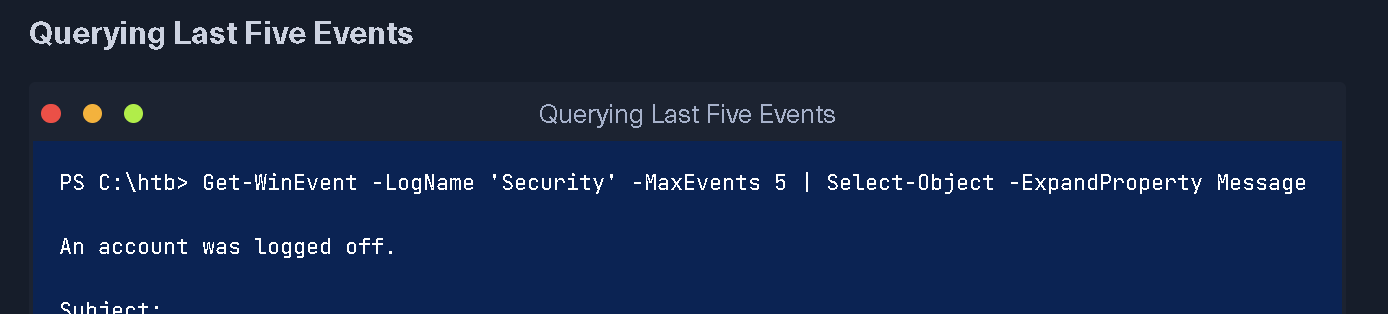 Querying Last Five Events
Querying Last Five Events
PS C:\htb> Get-WinEvent -LogName 'Security' -MaxEvents 5 | Select-Object -ExpandProperty Message
An account was logged off.
Subject: